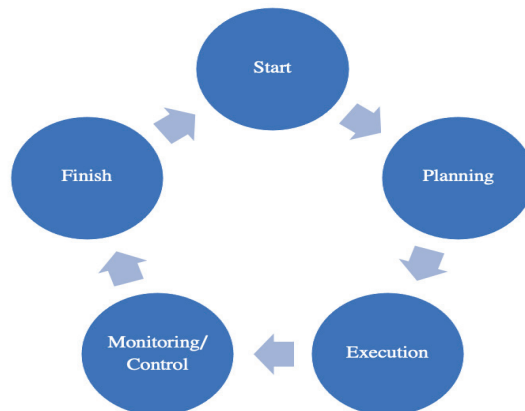 Start
Planning
Execution
Monitoring/
Control
Finish